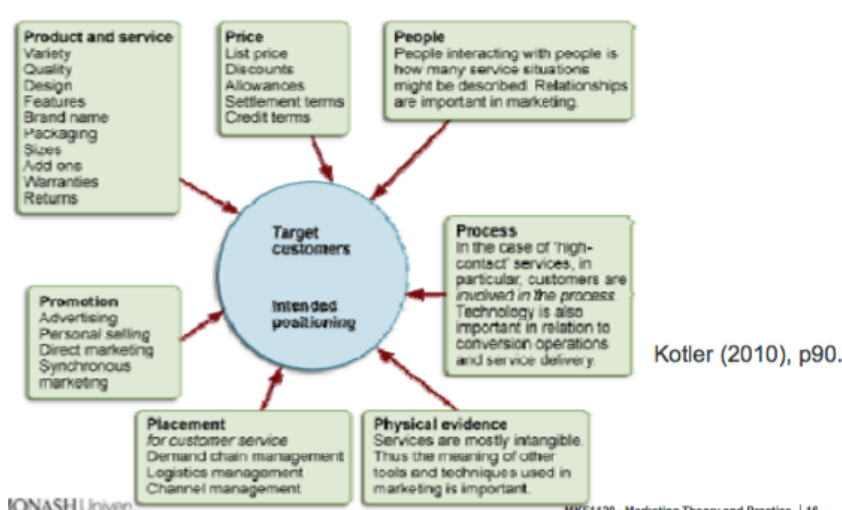 Product and service
Variety
Quality
Design
Features
Brand name
Packaging
Sizes
Add ons
Warranties
Returns
Price
List price
Discounts
Allowances
Settlement terms
Credit terms
People
People interacting with people is
how many service situations
might be described. Relationships
are important in marketing.
Target
customers
Intended
positioning
Process
In the case of 'high-
contact' services, in
particular, customers are
involved in the process.
Technology is also
important in relation to
conversion operations
and service delivery.
Promotion
Advertising
Personal selling
Direct marketing
Synchronous
marketing
Kotler (2010), p90.
Placement
for customer service
Demand chain management
Logistics management
Channel management
Physical evidence
Services are mostly intangible.
Thus the meaning of other
tools and techniques used in
marketing is important.
Marketing Theory and Practice | 16